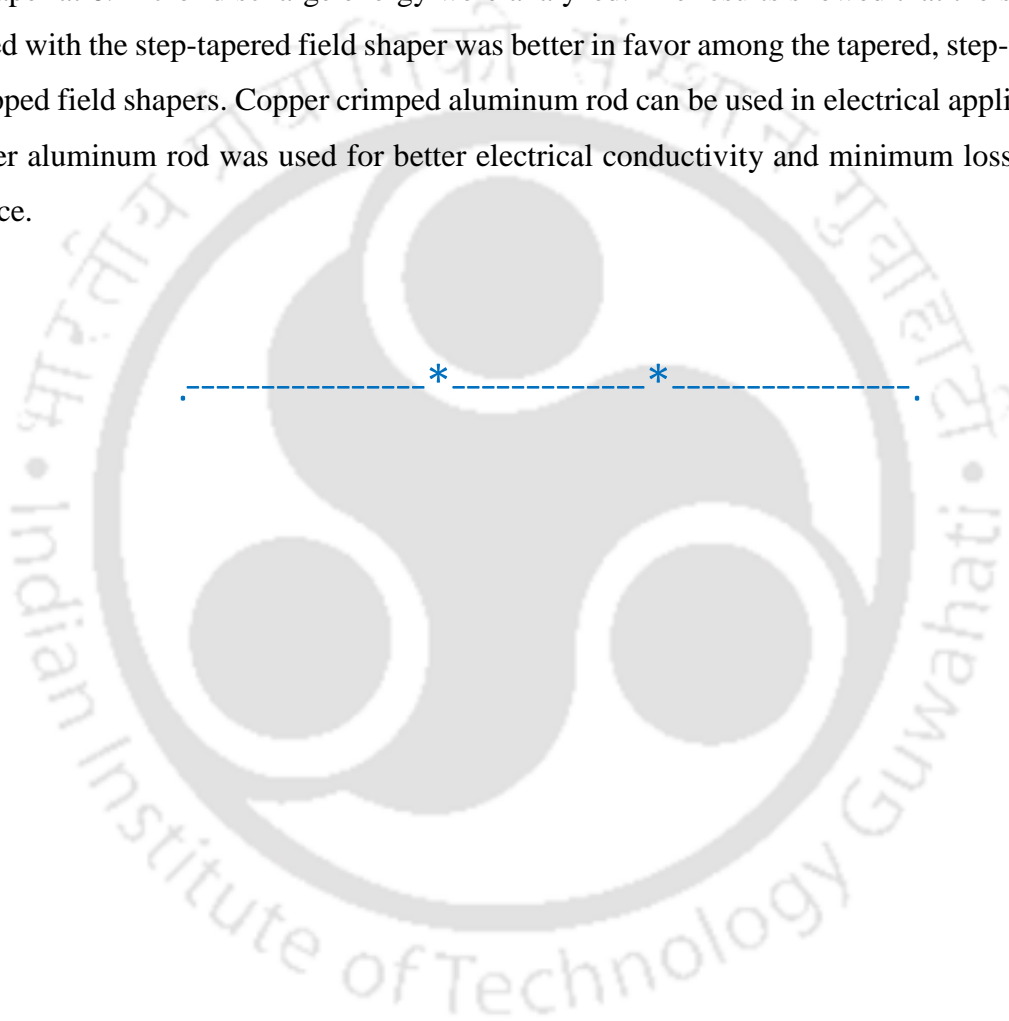 ed with the step-tapered field shaper was better in favor among the tapered, step-
pped field shapers. Copper crimped aluminum rod can be used in electrical appli
er aluminum rod was used for better electrical conductivity and minimum loss
ce.
.----------------*-------------*----------------.
भारतीय प्रौद्योगिकी संस्थान गुवाहाटी
• Indian Institute of Technology Guwahati •